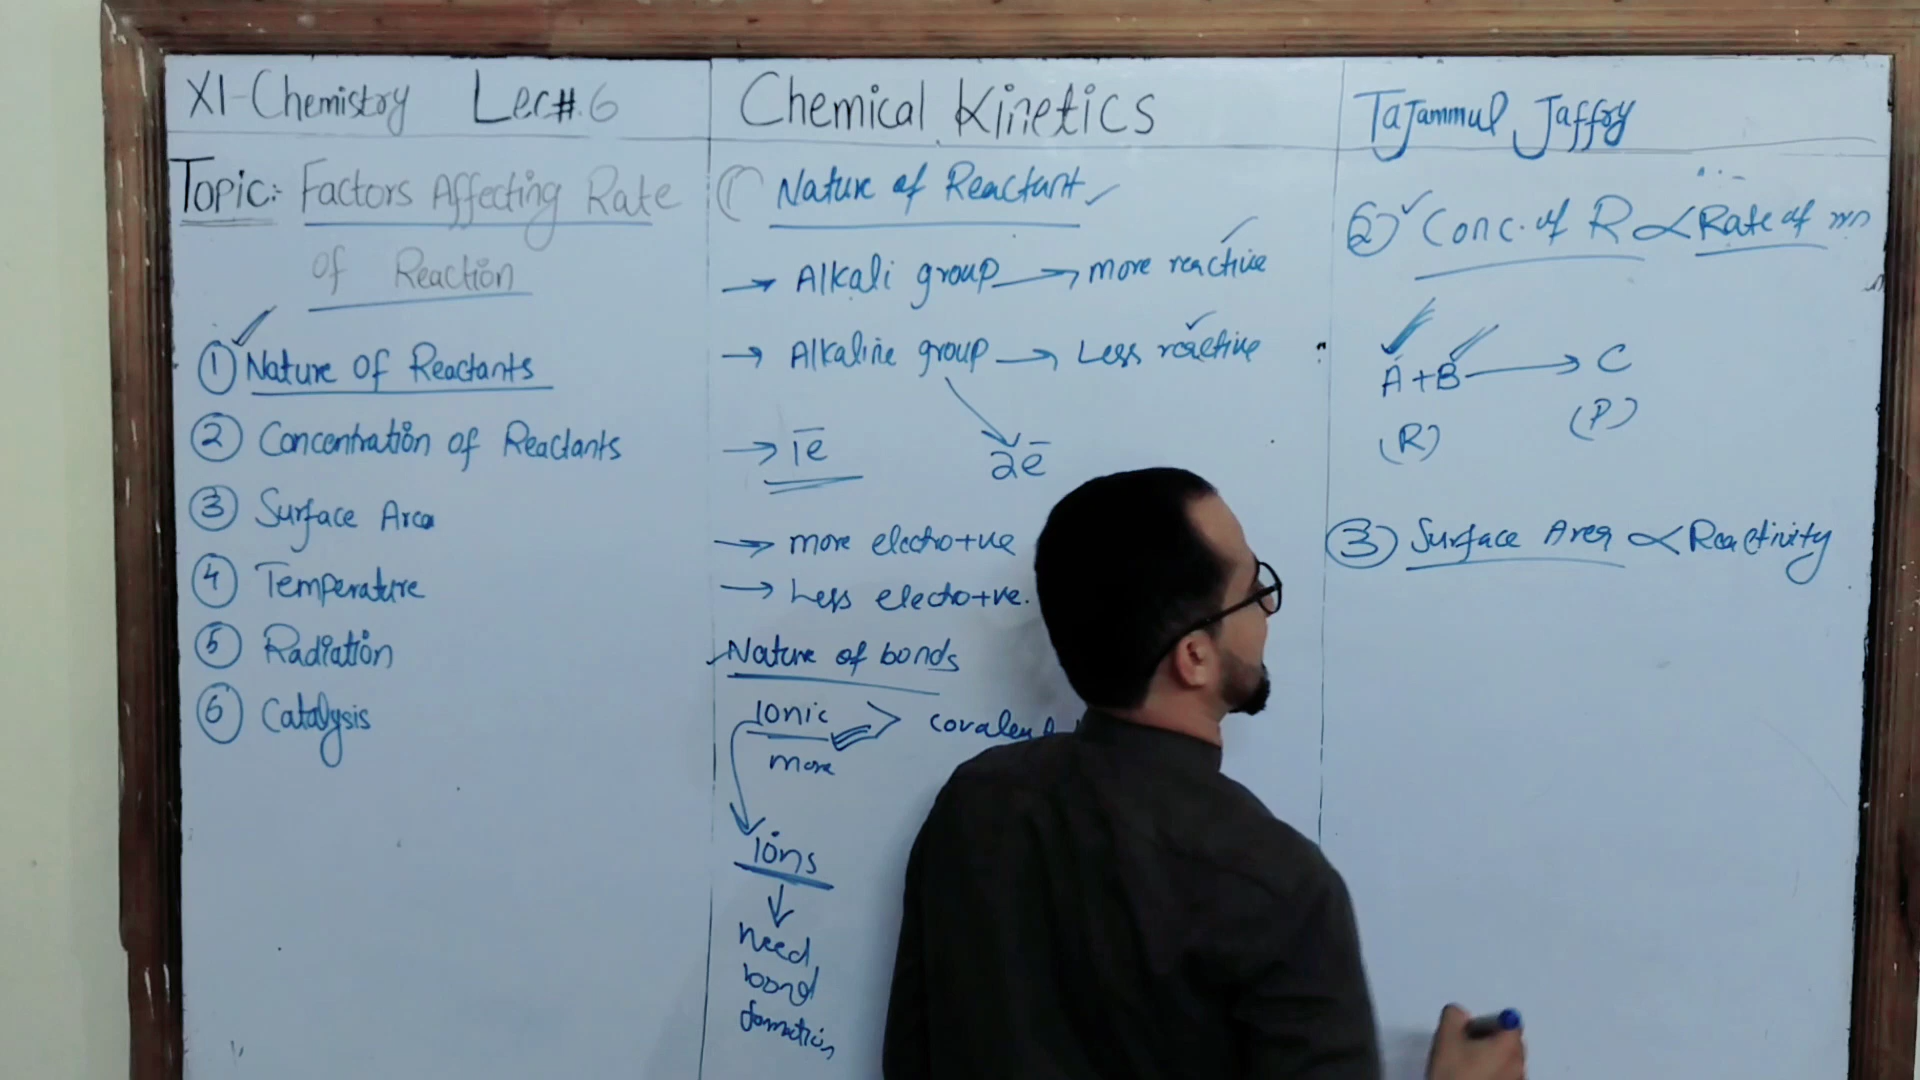 XI-Chemistry Lec#.6
Chemical Kinetics
Tajammul Jaffry
Topic:- Factors Affecting Rate
of Reaction
① Nature Of Reactants
② Concentration of Reactants
③ Surface Area
④ Temperature
⑤ Radiation
⑥ Catalysis
① Nature of Reactant
→ Alkali group → more reactive
→ Alkaline group → Less reactive
→ 1e⁻ 2e⁻
→ more electro+ve
→ Less electro+ve.
Nature of bonds
Ionic > covalent
more
Ions
↓
need
bond
formation
② Conc. of R ∝ Rate of rxn
A + B → C
(R) (P)
③ Surface Area ∝ Reactivity